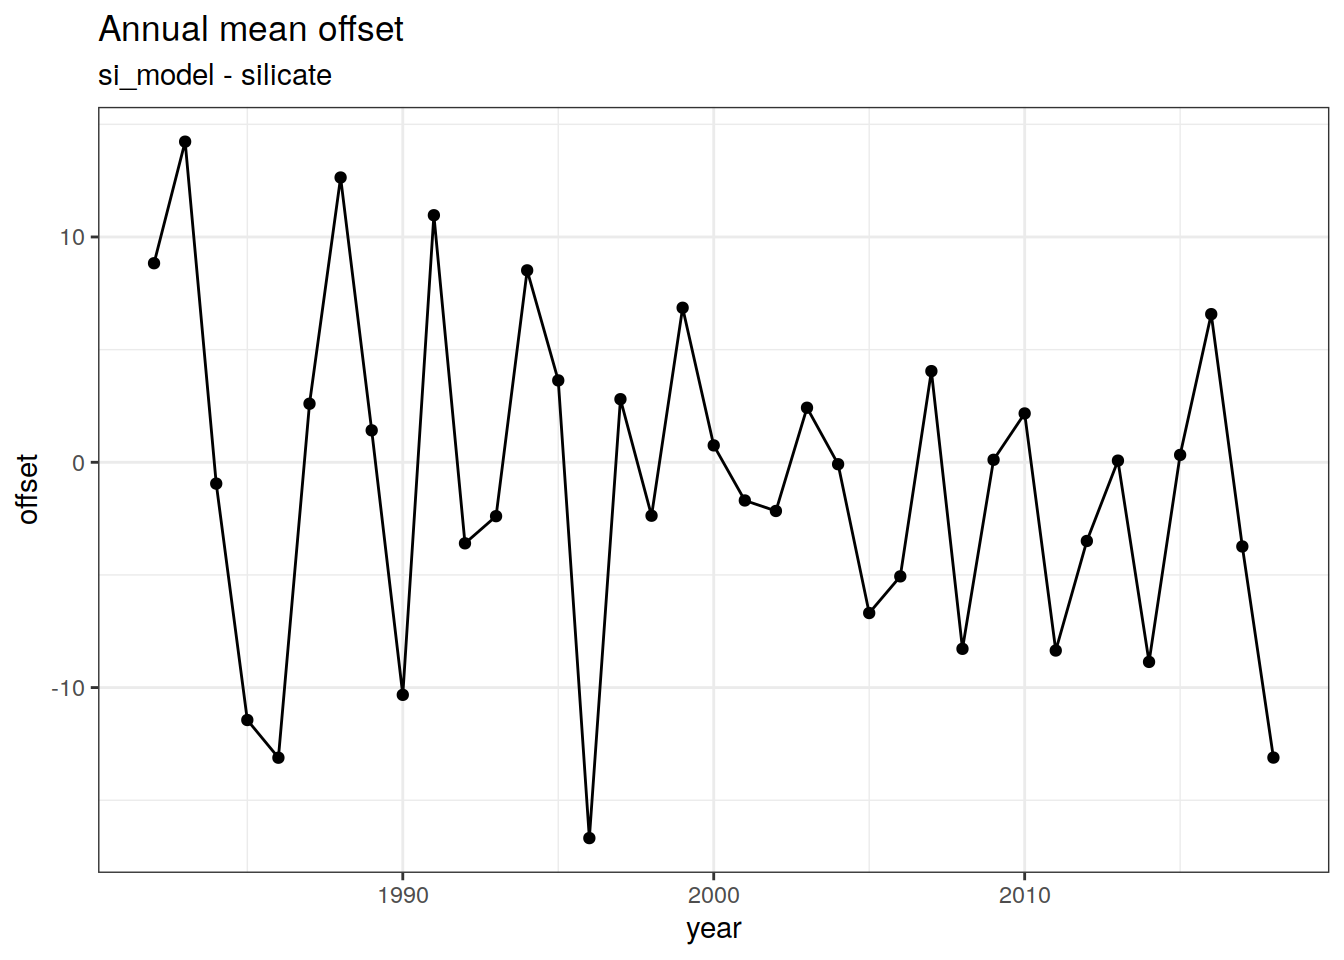 Annual mean offset
si_model - silicate
10
0
-10
offset
1990 2000 2010
year